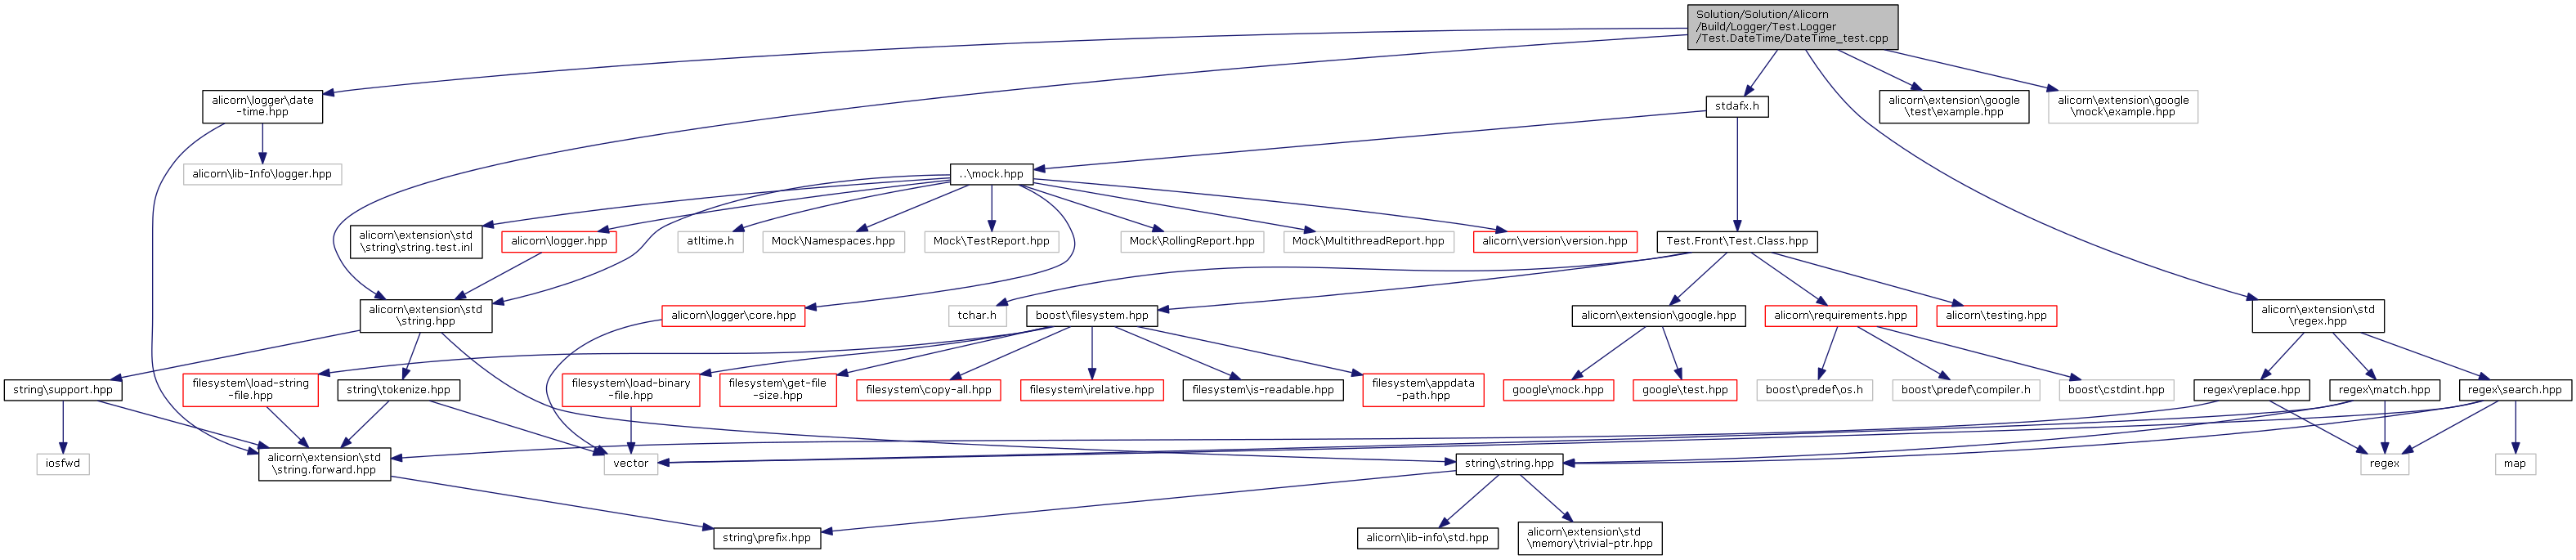 Solution/Solution/Alicorn
/Build/Logger/Test.Logger
/Test.DateTime/DateTime_test.cpp
alicorn\logger\date
-time.hpp
stdafx.h
alicorn\extension\google
\test\example.hpp
alicorn\extension\google
\mock\example.hpp
alicorn\lib-Info\logger.hpp
..\mock.hpp
alicorn\extension\std
\string\string.test.inl
alicorn\logger.hpp
atltime.h
Mock\Namespaces.hpp
Mock\TestReport.hpp
Mock\RollingReport.hpp
Mock\MultithreadReport.hpp
alicorn\version\version.hpp
Test.Front\Test.Class.hpp
alicorn\extension\std
\string.hpp
alicorn\logger\core.hpp
tchar.h
boost\filesystem.hpp
alicorn\extension\google.hpp
alicorn\requirements.hpp
alicorn\testing.hpp
alicorn\extension\std
\regex.hpp
string\support.hpp
filesystem\load-string
-file.hpp
string\tokenize.hpp
filesystem\load-binary
-file.hpp
filesystem\get-file
-size.hpp
filesystem\copy-all.hpp
filesystem\irelative.hpp
filesystem\is-readable.hpp
filesystem\appdata
-path.hpp
google\mock.hpp
google\test.hpp
boost\predef\os.h
boost\predef\compiler.h
boost\cstdint.hpp
regex\replace.hpp
regex\match.hpp
regex\search.hpp
iosfwd
alicorn\extension\std
\string.forward.hpp
vector
string\string.hpp
regex
map
string\prefix.hpp
alicorn\lib-info\std.hpp
alicorn\extension\std
\memory\trivial-ptr.hpp